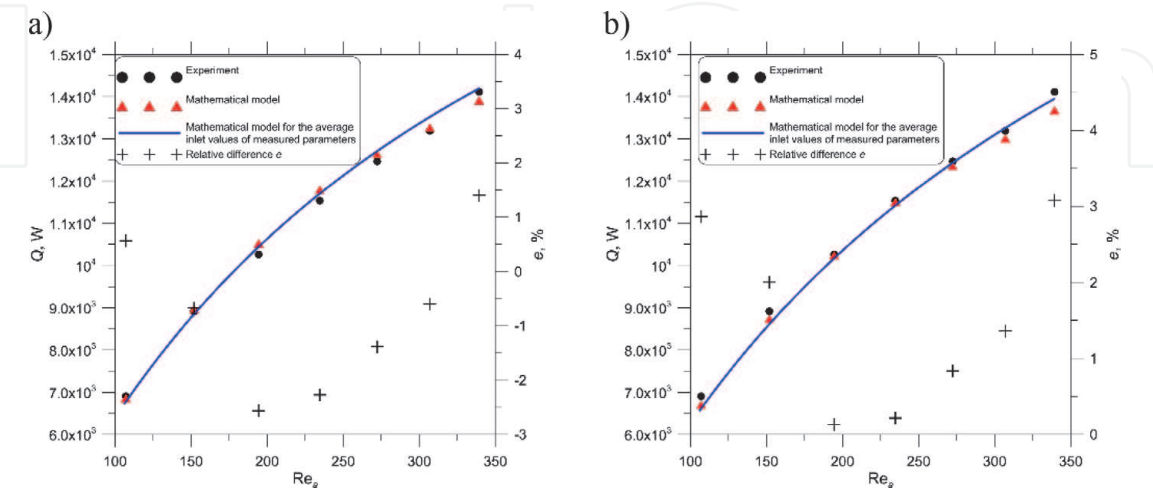 a)
1.5x10⁴
1.4x10⁴
1.3x10⁴
1.2x10⁴
1.1x10⁴
10⁴
9.0x10³
8.0x10³
7.0x10³
6.0x10³
Q, W
Experiment
Mathematical model
Mathematical model for the average
inlet values of measured parameters
Relative difference e
4
3
2
1
0
-1
-2
-3
e, %
100 150 200 250 300 350
Reₐ
b)
1.5x10⁴
1.4x10⁴
1.3x10⁴
1.2x10⁴
1.1x10⁴
10⁴
9.0x10³
8.0x10³
7.0x10³
6.0x10³
Q, W
Experiment
Mathematical model
Mathematical model for the average
inlet values of measured parameters
Relative difference e
5
4
3
2
1
0
e, %
100 150 200 250 300 350
Reₐ